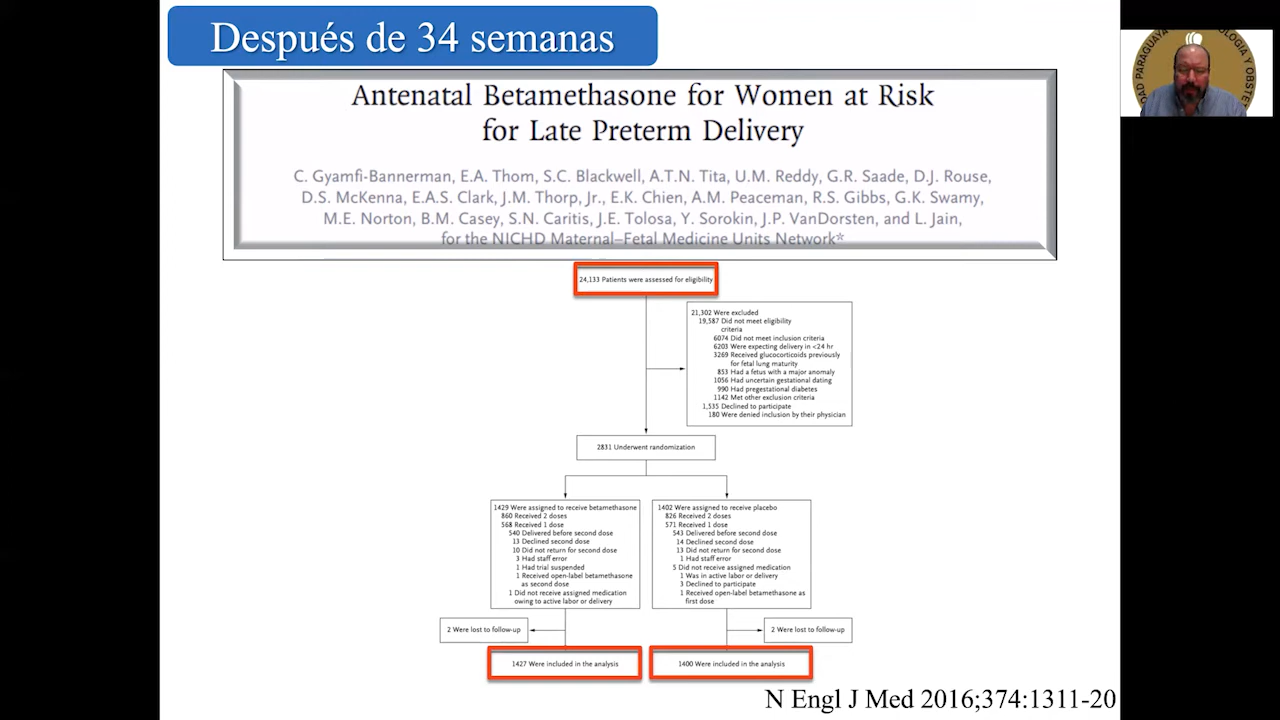 Después de 34 semanas
Antenatal Betamethasone for Women at Risk
for Late Preterm Delivery
C. Gyamfi-Bannerman, E.A. Thom, S.C. Blackwell, A.T.N. Tita, U.M. Reddy, G.R. Saade, D.J. Rouse,
D.S. McKenna, E.A.S. Clark, J.M. Thorp, Jr., E.K. Chien, A.M. Peaceman, R.S. Gibbs, G.K. Swamy,
M.E. Norton, B.M. Casey, S.N. Caritis, J.E. Tolosa, Y. Sorokin, J.P. VanDorsten, and L. Jain,
for the NICHD Maternal–Fetal Medicine Units Network*
24,133 Patients were assessed for eligibility
21,302 Were excluded
19,587 Did not meet eligibility
criteria
6074 Did not meet inclusion criteria
6203 Were expecting delivery in <24 hr
3269 Received glucocorticoids previously
for fetal lung maturity
853 Had a fetus with a major anomaly
1056 Had uncertain gestational dating
990 Had pregestational diabetes
1142 Met other exclusion criteria
1,535 Declined to participate
180 Were denied inclusion by their physician
2831 Underwent randomization
1429 Were assigned to receive betamethasone
860 Received 2 doses
568 Received 1 dose
540 Delivered before second dose
13 Declined second dose
10 Did not return for second dose
3 Had staff error
1 Had trial suspended
1 Received open-label betamethasone
as second dose
1 Did not receive assigned medication
owing to active labor or delivery
1402 Were assigned to receive placebo
826 Received 2 doses
571 Received 1 dose
543 Delivered before second dose
14 Declined second dose
13 Did not return for second dose
1 Had staff error
5 Did not receive assigned medication
1 Was in active labor or delivery
3 Declined to participate
1 Received open-label betamethasone as
first dose
2 Were lost to follow-up
2 Were lost to follow-up
1427 Were included in the analysis
1400 Were included in the analysis
N Engl J Med 2016;374:1311-20